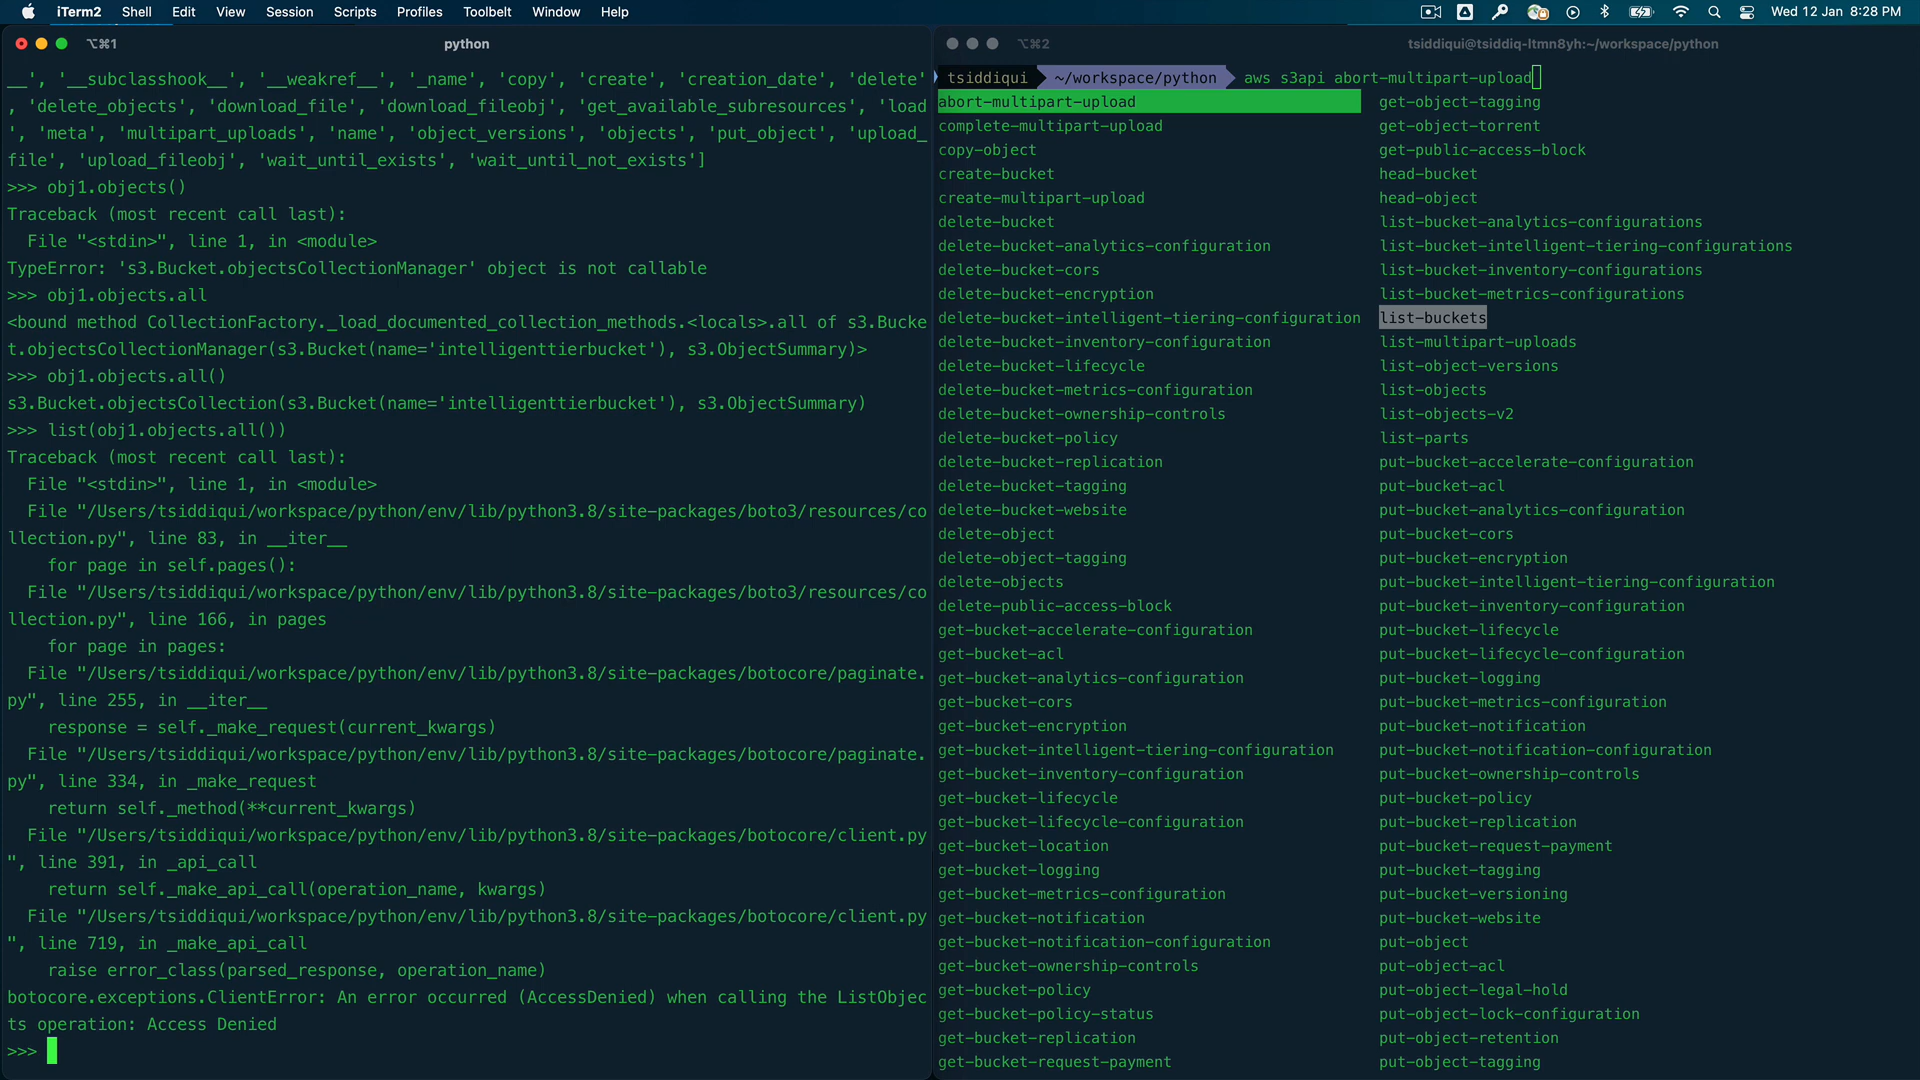 iTerm2 Shell Edit View Session Scripts Profiles Toolbelt Window Help Wed 12 Jan 8:28 PM
⌥⌘1 python
__', '__subclasshook__', '__weakref__', '_name', 'copy', 'create', 'creation_date', 'delete'
, 'delete_objects', 'download_file', 'download_fileobj', 'get_available_subresources', 'load
', 'meta', 'multipart_uploads', 'name', 'object_versions', 'objects', 'put_object', 'upload_
file', 'upload_fileobj', 'wait_until_exists', 'wait_until_not_exists']
>>> obj1.objects()
Traceback (most recent call last):
  File "<stdin>", line 1, in <module>
TypeError: 's3.Bucket.objectsCollectionManager' object is not callable
>>> obj1.objects.all
<bound method CollectionFactory._load_documented_collection_methods.<locals>.all of s3.Bucke
t.objectsCollectionManager(s3.Bucket(name='intelligenttierbucket'), s3.ObjectSummary)>
>>> obj1.objects.all()
s3.Bucket.objectsCollection(s3.Bucket(name='intelligenttierbucket'), s3.ObjectSummary)
>>> list(obj1.objects.all())
Traceback (most recent call last):
  File "<stdin>", line 1, in <module>
  File "/Users/tsiddiqui/workspace/python/env/lib/python3.8/site-packages/boto3/resources/co
llection.py", line 83, in __iter__
    for page in self.pages():
  File "/Users/tsiddiqui/workspace/python/env/lib/python3.8/site-packages/boto3/resources/co
llection.py", line 166, in pages
    for page in pages:
  File "/Users/tsiddiqui/workspace/python/env/lib/python3.8/site-packages/botocore/paginate.
py", line 255, in __iter__
    response = self._make_request(current_kwargs)
  File "/Users/tsiddiqui/workspace/python/env/lib/python3.8/site-packages/botocore/paginate.
py", line 334, in _make_request
    return self._method(**current_kwargs)
  File "/Users/tsiddiqui/workspace/python/env/lib/python3.8/site-packages/botocore/client.py
", line 391, in _api_call
    return self._make_api_call(operation_name, kwargs)
  File "/Users/tsiddiqui/workspace/python/env/lib/python3.8/site-packages/botocore/client.py
", line 719, in _make_api_call
    raise error_class(parsed_response, operation_name)
botocore.exceptions.ClientError: An error occurred (AccessDenied) when calling the ListObjec
ts operation: Access Denied
>>>
⌥⌘2 tsiddiqui@tsiddiq-ltmn8yh:~/workspace/python
tsiddiqui ~/workspace/python aws s3api abort-multipart-upload
abort-multipart-upload
complete-multipart-upload
copy-object
create-bucket
create-multipart-upload
delete-bucket
delete-bucket-analytics-configuration
delete-bucket-cors
delete-bucket-encryption
delete-bucket-intelligent-tiering-configuration
delete-bucket-inventory-configuration
delete-bucket-lifecycle
delete-bucket-metrics-configuration
delete-bucket-ownership-controls
delete-bucket-policy
delete-bucket-replication
delete-bucket-tagging
delete-bucket-website
delete-object
delete-object-tagging
delete-objects
delete-public-access-block
get-bucket-accelerate-configuration
get-bucket-acl
get-bucket-analytics-configuration
get-bucket-cors
get-bucket-encryption
get-bucket-intelligent-tiering-configuration
get-bucket-inventory-configuration
get-bucket-lifecycle
get-bucket-lifecycle-configuration
get-bucket-location
get-bucket-logging
get-bucket-metrics-configuration
get-bucket-notification
get-bucket-notification-configuration
get-bucket-ownership-controls
get-bucket-policy
get-bucket-policy-status
get-bucket-replication
get-bucket-request-payment
get-object-tagging
get-object-torrent
get-public-access-block
head-bucket
head-object
list-bucket-analytics-configurations
list-bucket-intelligent-tiering-configurations
list-bucket-inventory-configurations
list-bucket-metrics-configurations
list-buckets
list-multipart-uploads
list-object-versions
list-objects
list-objects-v2
list-parts
put-bucket-accelerate-configuration
put-bucket-acl
put-bucket-analytics-configuration
put-bucket-cors
put-bucket-encryption
put-bucket-intelligent-tiering-configuration
put-bucket-inventory-configuration
put-bucket-lifecycle
put-bucket-lifecycle-configuration
put-bucket-logging
put-bucket-metrics-configuration
put-bucket-notification
put-bucket-notification-configuration
put-bucket-ownership-controls
put-bucket-policy
put-bucket-replication
put-bucket-request-payment
put-bucket-tagging
put-bucket-versioning
put-bucket-website
put-object
put-object-acl
put-object-legal-hold
put-object-lock-configuration
put-object-retention
put-object-tagging